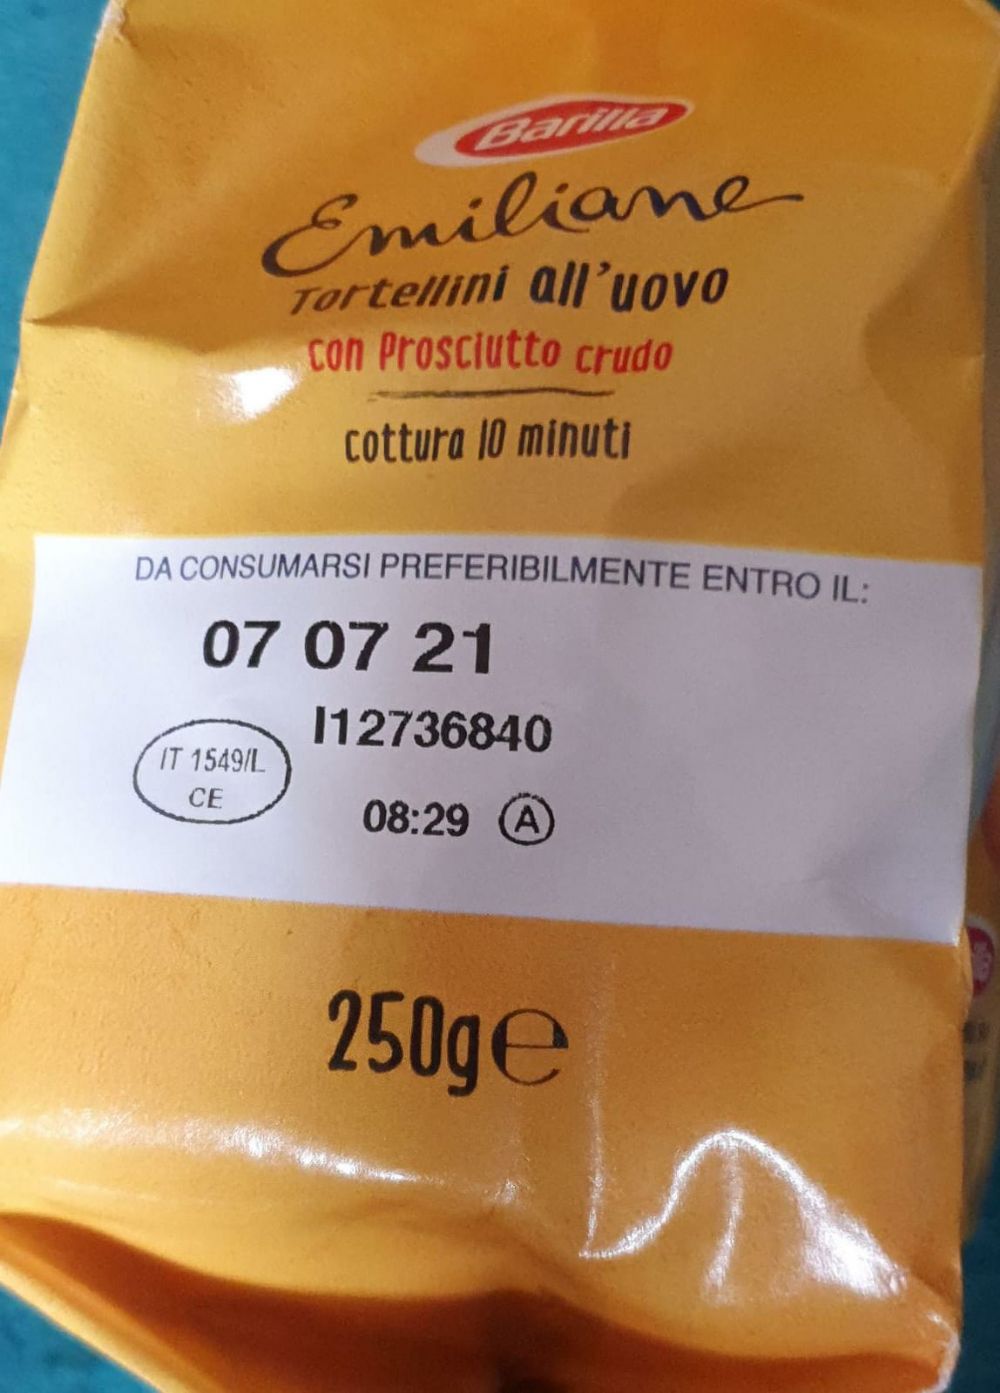 Barilla
Emiliane
Tortellini all'uovo
con Prosciutto crudo
cottura 10 minuti
DA CONSUMARSI PREFERIBILMENTE ENTRO IL:
07 07 21
I12736840
IT 1549/L
CE
08:29 A
250g e